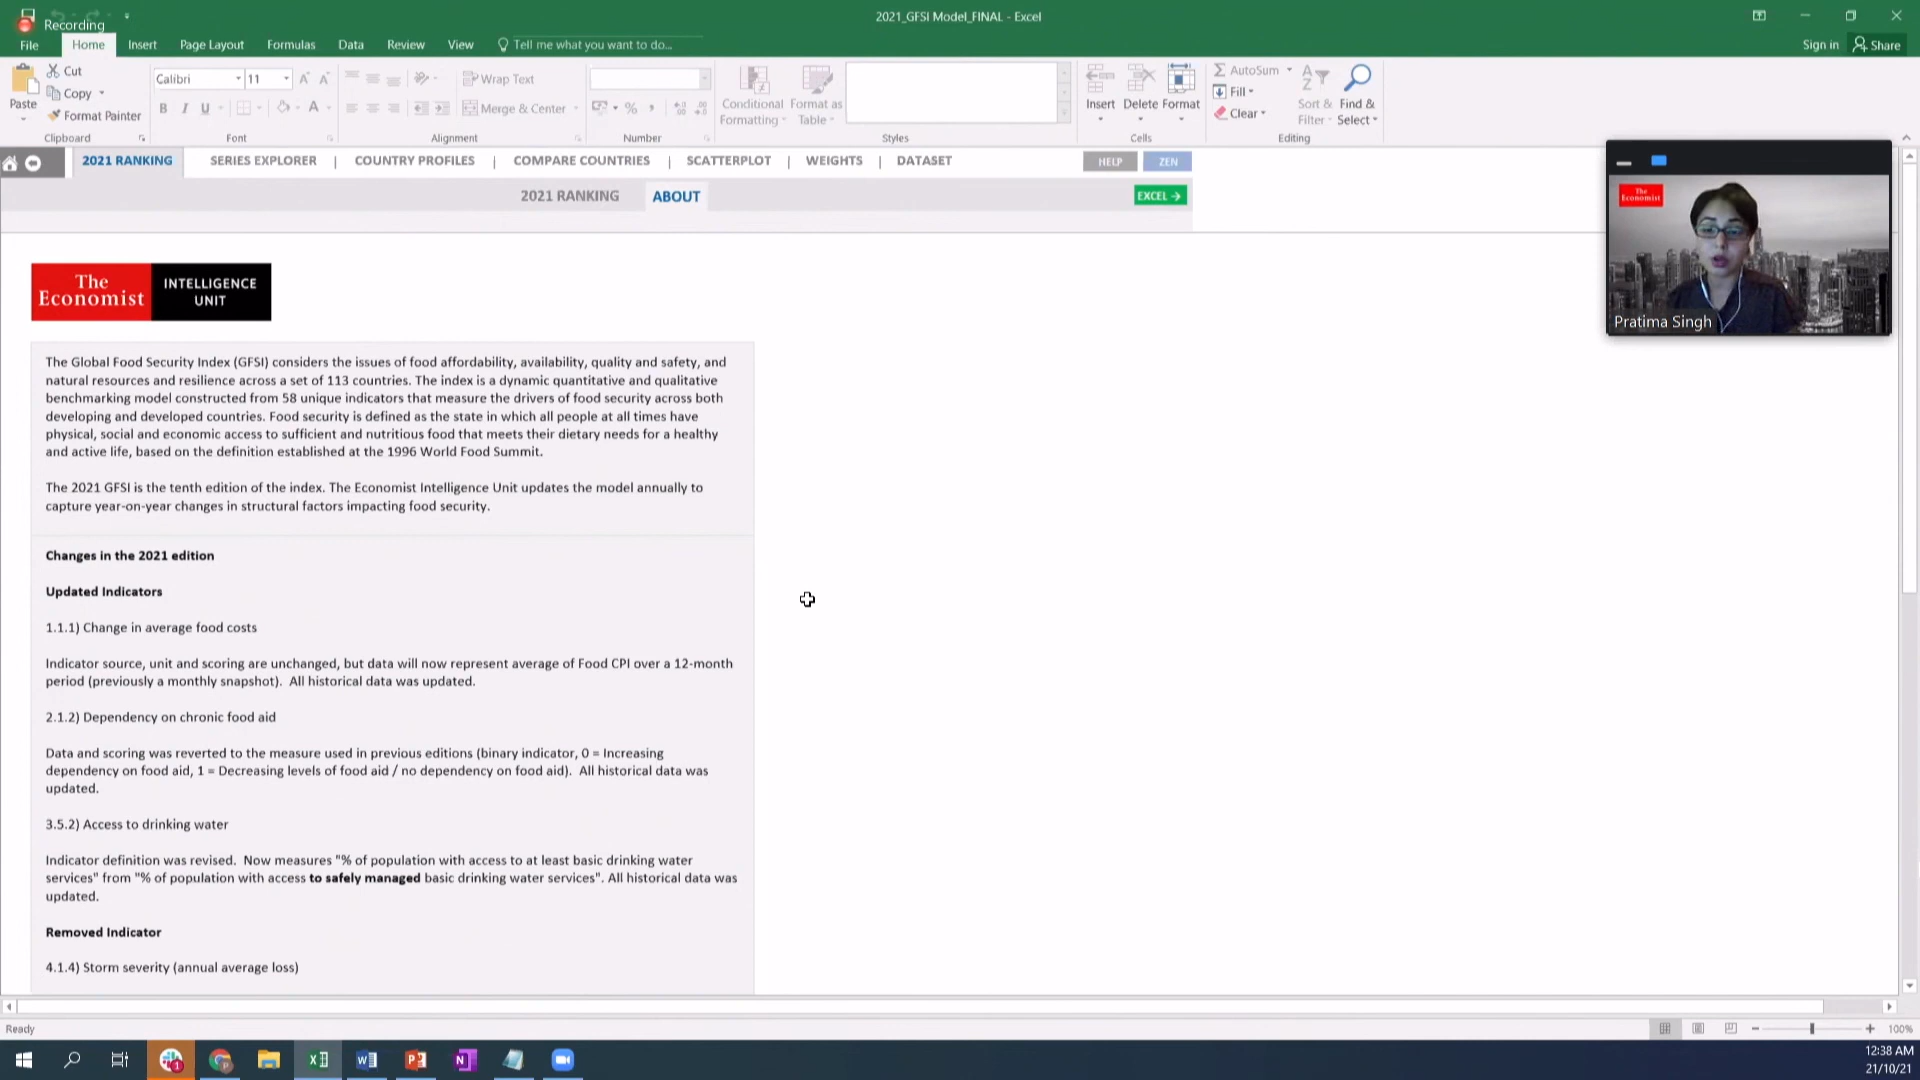 Recording
2021_GFSI Model_FINAL - Excel
File Home Insert Page Layout Formulas Data Review View Tell me what you want to do... Sign in Share
Paste
Cut
Copy
Format Painter
Clipboard
Calibri 11
B I U
Font
Wrap Text
Merge & Center
Alignment
%
Number
Conditional Formatting
Format as Table
Styles
Insert Delete Format
Cells
AutoSum
Fill
Clear
Sort & Filter
Find & Select
Editing
2021 RANKING SERIES EXPLORER | COUNTRY PROFILES | COMPARE COUNTRIES | SCATTERPLOT | WEIGHTS | DATASET HELP ZEN
2021 RANKING ABOUT EXCEL →
The Economist
Pratima Singh
The Economist
INTELLIGENCE UNIT
The Global Food Security Index (GFSI) considers the issues of food affordability, availability, quality and safety, and
natural resources and resilience across a set of 113 countries. The index is a dynamic quantitative and qualitative
benchmarking model constructed from 58 unique indicators that measure the drivers of food security across both
developing and developed countries. Food security is defined as the state in which all people at all times have
physical, social and economic access to sufficient and nutritious food that meets their dietary needs for a healthy
and active life, based on the definition established at the 1996 World Food Summit.
The 2021 GFSI is the tenth edition of the index. The Economist Intelligence Unit updates the model annually to
capture year-on-year changes in structural factors impacting food security.
Changes in the 2021 edition
Updated Indicators
1.1.1) Change in average food costs
Indicator source, unit and scoring are unchanged, but data will now represent average of Food CPI over a 12-month
period (previously a monthly snapshot). All historical data was updated.
2.1.2) Dependency on chronic food aid
Data and scoring was reverted to the measure used in previous editions (binary indicator, 0 = Increasing
dependency on food aid, 1 = Decreasing levels of food aid / no dependency on food aid). All historical data was
updated.
3.5.2) Access to drinking water
Indicator definition was revised. Now measures "% of population with access to at least basic drinking water
services" from "% of population with access to safely managed basic drinking water services". All historical data was
updated.
Removed Indicator
4.1.4) Storm severity (annual average loss)
Ready
100%
12:38 AM
21/10/21